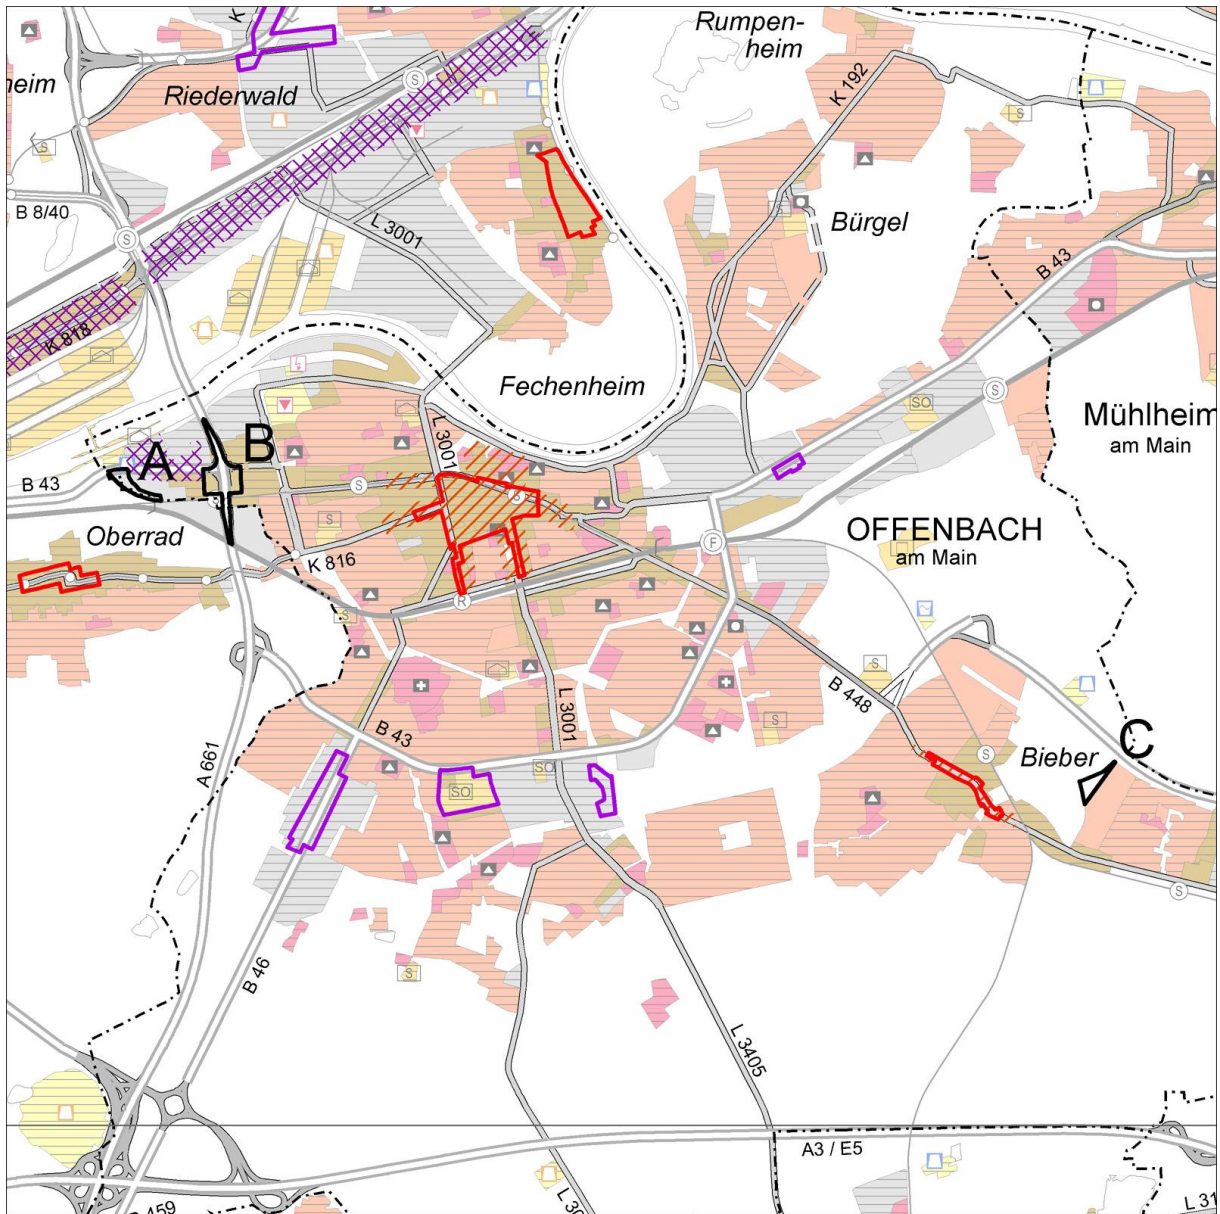 K
Rumpen-
heim
heim
Riederwald
S
K 192
S
S
B 8/40
S
L 3001
S
Bürgel
B 43
K 818
Fechenheim
S
SO
Mühlheim
am Main
L 3001
A
B
B 43
S
S
S
Oberrad
K 816
F
OFFENBACH
am Main
R
S
S
B 448
L 3001
S
B 43
A 661
SO
SO
S
Bieber
C
S
B 46
S
L 3405
A3 / E5
459
L 30
L 31